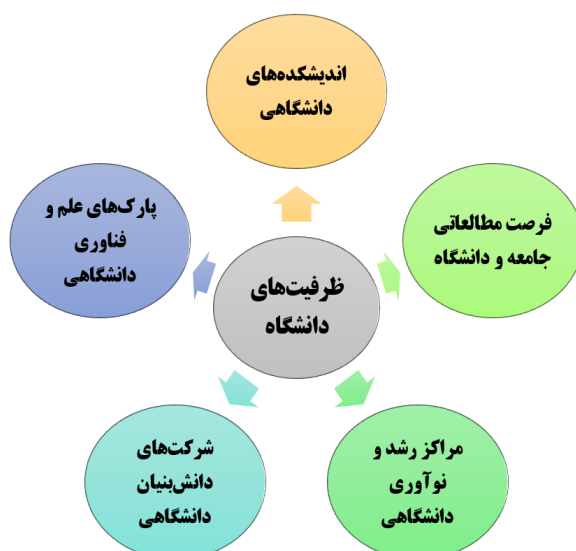 اندیشکده‌های
دانشگاهی
فرصت مطالعاتی
جامعه و دانشگاه
پارک‌های علم و
فناوری
دانشگاهی
ظرفیت‌های
دانشگاه
مراکز رشد و
نوآوری
دانشگاهی
شرکت‌های
دانش‌بنیان
دانشگاهی